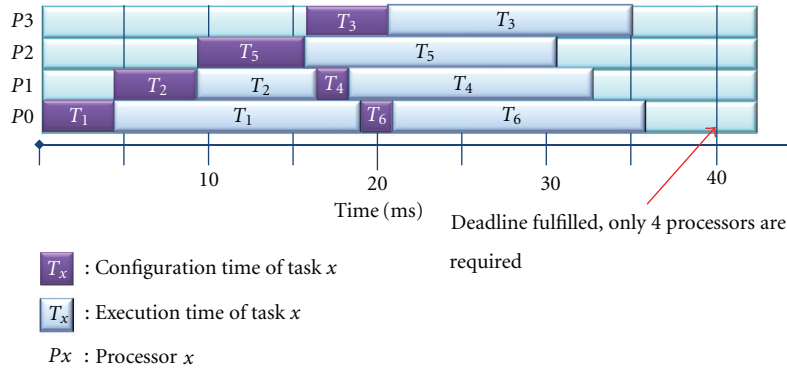 P3 T3 T3
P2 T5 T5
P1 T2 T2 T4 T4
P0 T1 T1 T6 T6
10 20 30 40
Time (ms)
Deadline fulfilled, only 4 processors are
required
Tx : Configuration time of task x
Tx : Execution time of task x
Px : Processor x